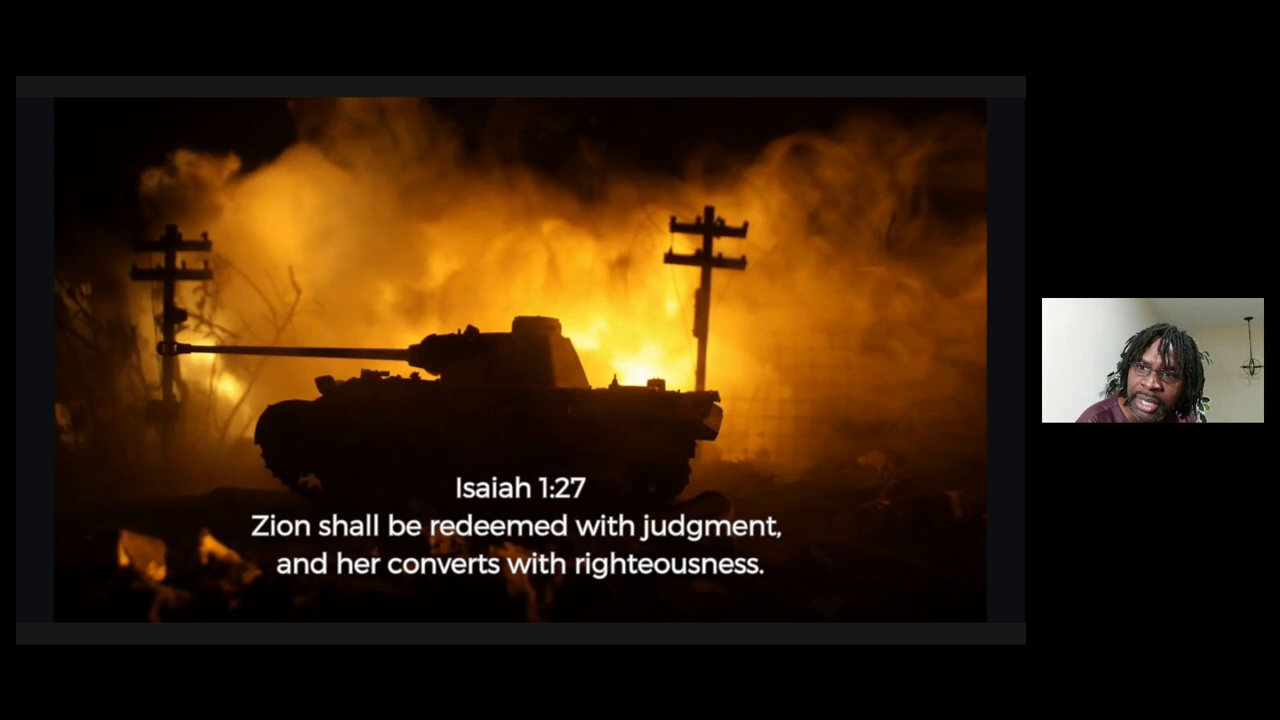 Isaiah 1:27
Zion shall be redeemed with judgment,
and her converts with righteousness.